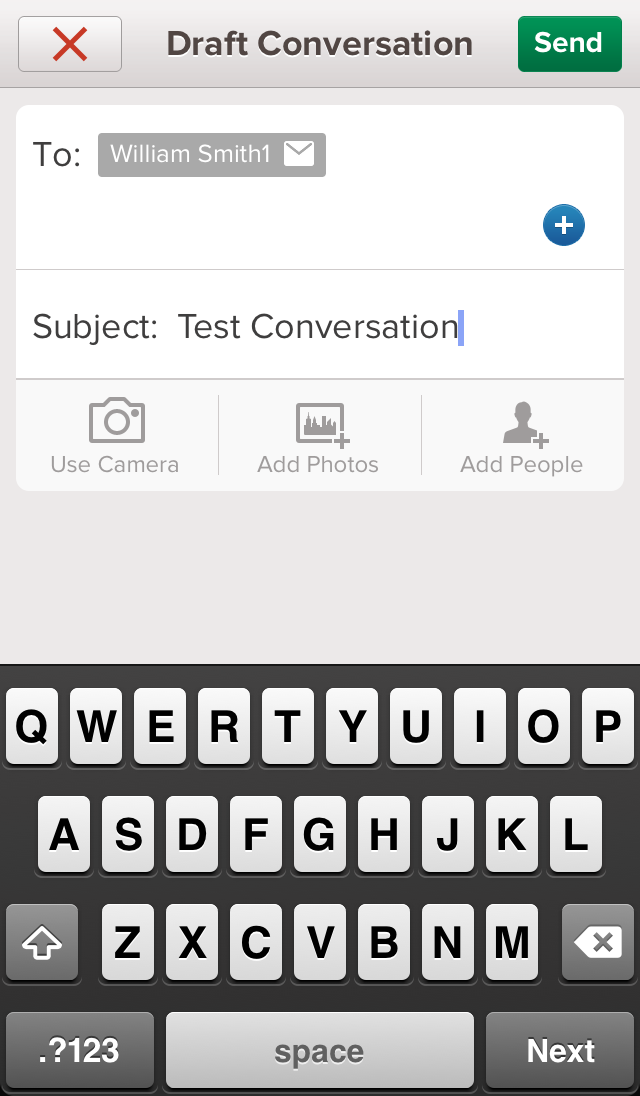 Draft Conversation Send
To: William Smith1
Subject: Test Conversation
Use Camera Add Photos Add People
Q W E R T Y U I O P
A S D F G H J K L
Z X C V B N M
.?123 space Next